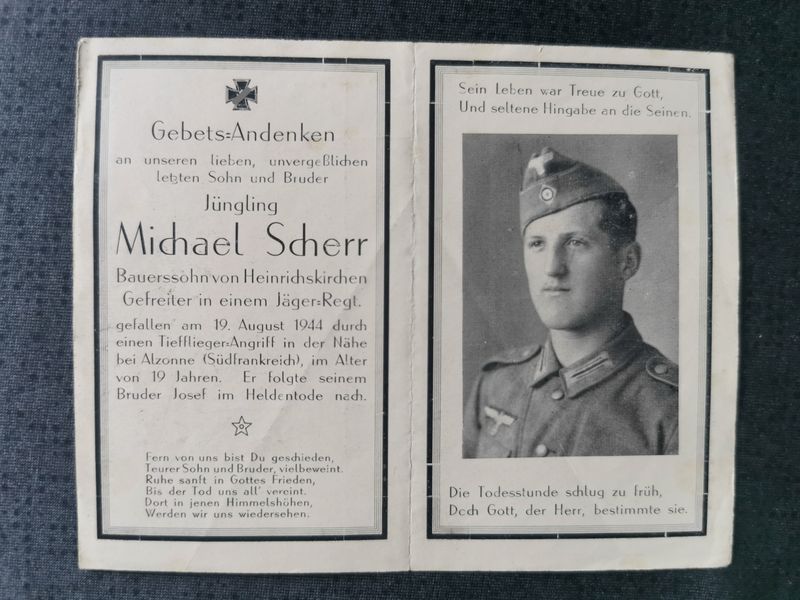 Gebets=Andenken
an unseren lieben, unvergeßlichen
letzten Sohn und Bruder
Jüngling
Michael Scherr
Bauerssohn von Heinrichskirchen
Gefreiter in einem Jäger=Regt.
gefallen am 19. August 1944 durch
einen Tiefflieger=Angriff in der Nähe
bei Alzonne (Südfrankreich), im Alter
von 19 Jahren. Er folgte seinem
Bruder Josef im Heldentode nach.
Fern von uns bist Du geschieden,
Teurer Sohn und Bruder, vielbeweint.
Ruhe sanft in Gottes Frieden,
Bis der Tod uns all' vereint.
Dort in jenen Himmelshöhen,
Werden wir uns wiedersehen.
Sein Leben war Treue zu Gott,
Und seltene Hingabe an die Seinen.
Die Todesstunde schlug zu früh,
Doch Gott, der Herr, bestimmte sie.